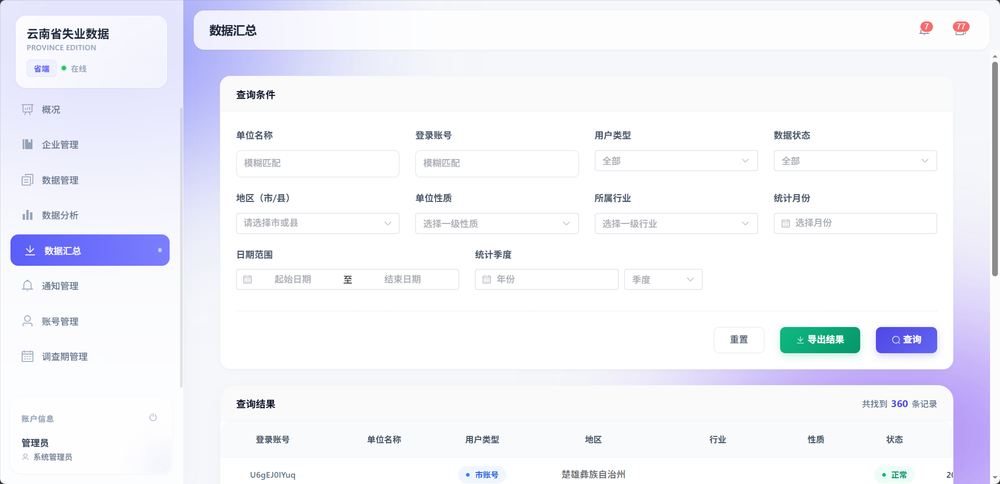 云南省失业数据
PROVINCE EDITION
省端 在线
概况
企业管理
数据管理
数据分析
数据汇总
通知管理
账号管理
调查期管理
账户信息
管理员
系统管理员
数据汇总
7 77
查询条件
单位名称 登录账号 用户类型 数据状态
模糊匹配 模糊匹配 全部 全部
地区（市/县） 单位性质 所属行业 统计月份
请选择市或县 选择一级性质 选择一级行业 选择月份
日期范围 统计季度
起始日期 至 结束日期 年份 季度
重置 导出结果 查询
查询结果 共找到 360 条记录
登录账号 单位名称 用户类型 地区 行业 性质 状态
U6gEJ0IYuq 市账号 楚雄彝族自治州 正常